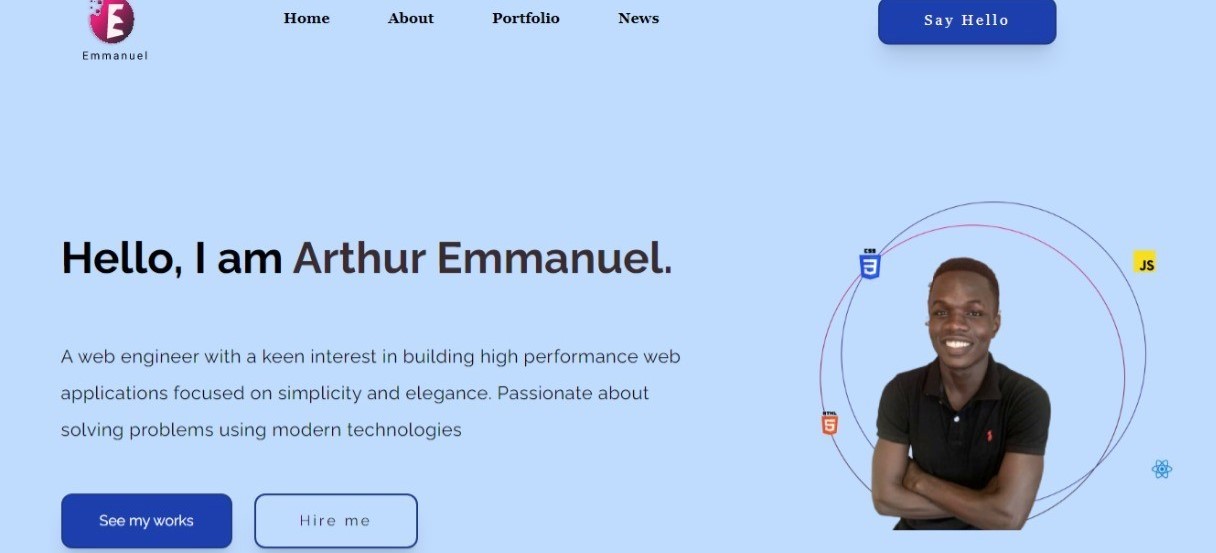 E
Emmanuel
Home About Portfolio News
Say Hello
Hello, I am Arthur Emmanuel.
A web engineer with a keen interest in building high performance web
applications focused on simplicity and elegance. Passionate about
solving problems using modern technologies
See my works
Hire me
CSS
3
JS
HTML
5